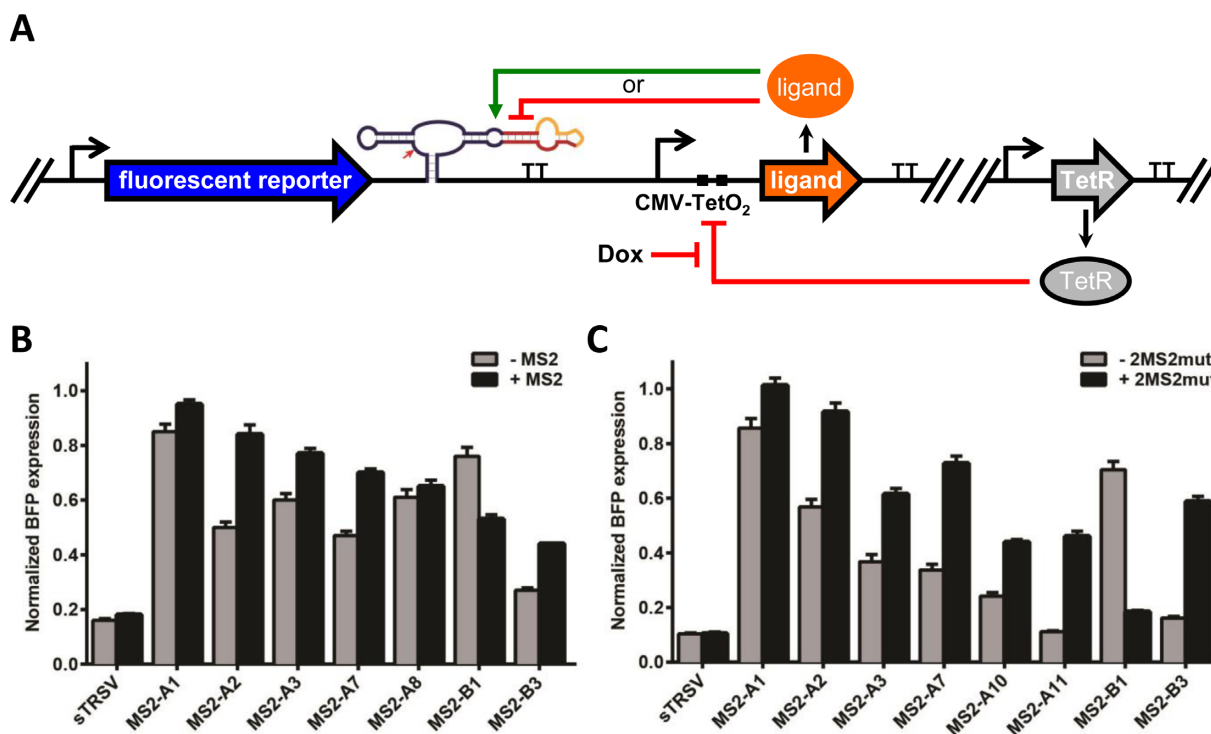 A
or
ligand
TT
fluorescent reporter
ligand
TT
TetR
TT
CMV-TetO₂
Dox
TetR
B
- MS2
+ MS2
Normalized BFP expression
1.0
0.8
0.6
0.4
0.2
0.0
sTRSV
MS2-A1
MS2-A2
MS2-A3
MS2-A7
MS2-A8
MS2-B1
MS2-B3
C
- 2MS2mut
+ 2MS2mut
Normalized BFP expression
1.0
0.8
0.6
0.4
0.2
0.0
sTRSV
MS2-A1
MS2-A2
MS2-A3
MS2-A7
MS2-A10
MS2-A11
MS2-B1
MS2-B3